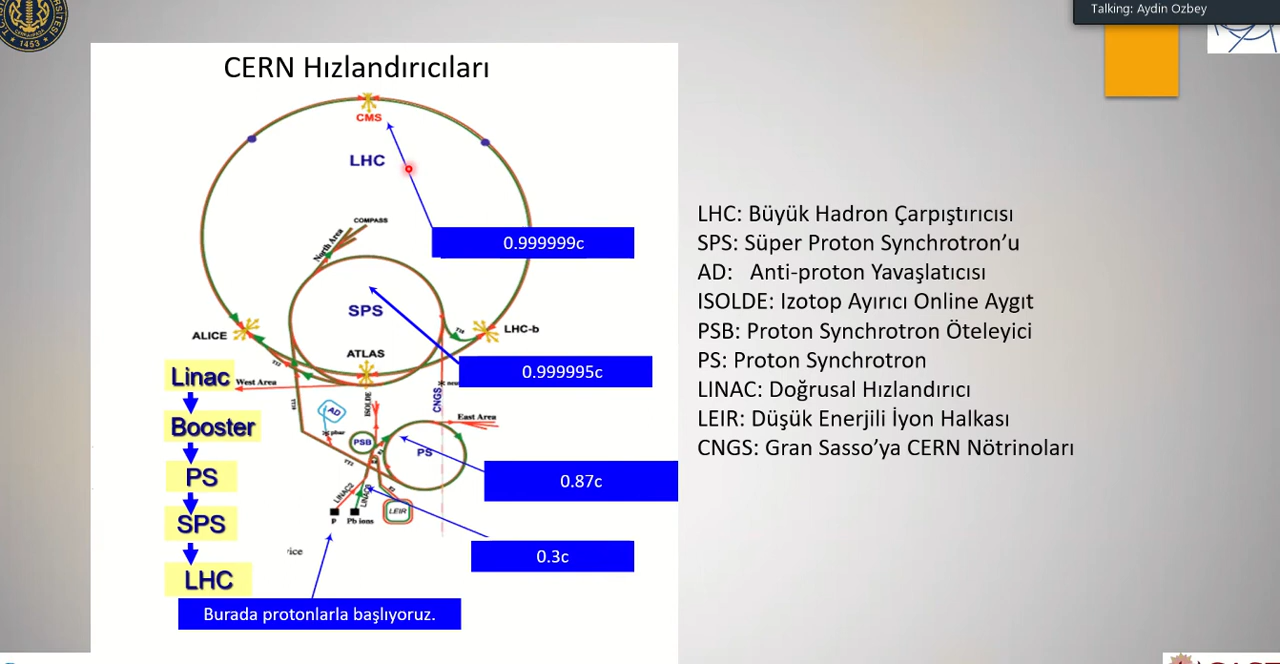 Talking: Aydin Ozbey
1453
CERN Hızlandırıcıları
CMS
LHC
COMPASS
North Area
0.999999c
SPS
ALICE
LHC-b
ATLAS
TT2
0.999995c
Linac
West Area
ISOLDE
CNGS
AD
pbar
East Area
Booster
PSB
PS
PS
0.87c
LINAC2
LEIR
P
Pb ions
SPS
0.3c
LHC
Burada protonlarla başlıyoruz.
LHC: Büyük Hadron Çarpıştırıcısı
SPS: Süper Proton Synchrotron’u
AD: Anti-proton Yavaşlatıcısı
ISOLDE: Izotop Ayırıcı Online Aygıt
PSB: Proton Synchrotron Öteleyici
PS: Proton Synchrotron
LINAC: Doğrusal Hızlandırıcı
LEIR: Düşük Enerjili İyon Halkası
CNGS: Gran Sasso’ya CERN Nötrinoları